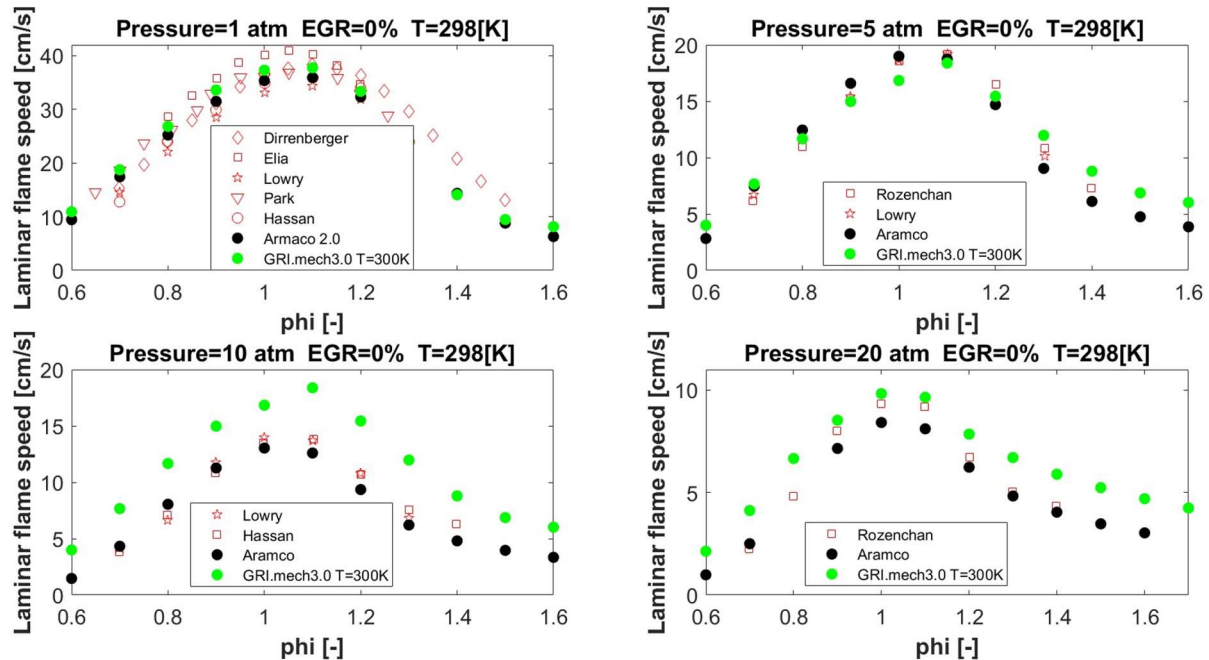 Pressure=1 atm EGR=0% T=298[K]
Laminar flame speed [cm/s]
40
30
20
10
0
Dirrenberger
Elia
Lowry
Park
Hassan
Armaco 2.0
GRI.mech3.0 T=300K
0.6 0.8 1 1.2 1.4 1.6
phi [-]
Pressure=5 atm EGR=0% T=298[K]
Laminar flame speed [cm/s]
20
15
10
5
0
Rozenchan
Lowry
Aramco
GRI.mech3.0 T=300K
0.6 0.8 1 1.2 1.4 1.6
phi [-]
Pressure=10 atm EGR=0% T=298[K]
Laminar flame speed [cm/s]
20
15
10
5
0
Lowry
Hassan
Aramco
GRI.mech3.0 T=300K
0.6 0.8 1 1.2 1.4 1.6
phi [-]
Pressure=20 atm EGR=0% T=298[K]
Laminar flame speed [cm/s]
10
5
0
Rozenchan
Aramco
GRI.mech3.0 T=300K
0.6 0.8 1 1.2 1.4 1.6
phi [-]